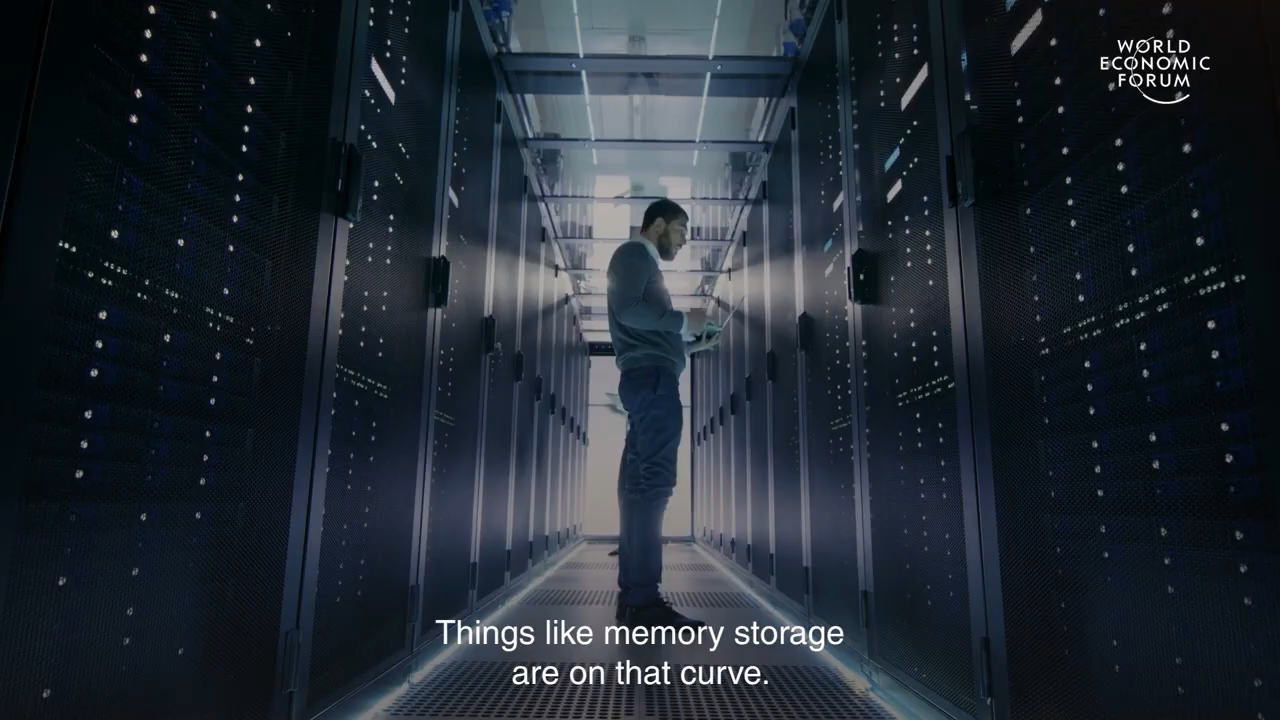 WORLD
ECONOMIC
FORUM
Things like memory storage
are on that curve.